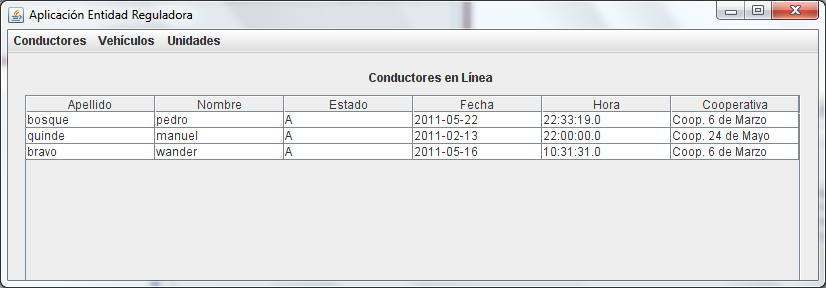 Aplicación Entidad Reguladora
Conductores Vehículos Unidades
Conductores en Línea
Apellido Nombre Estado Fecha Hora Cooperativa
bosque pedro A 2011-05-22 22:33:19.0 Coop. 6 de Marzo
quinde manuel A 2011-02-13 22:00:00.0 Coop. 24 de Mayo
bravo wander A 2011-05-16 10:31:31.0 Coop. 6 de Marzo